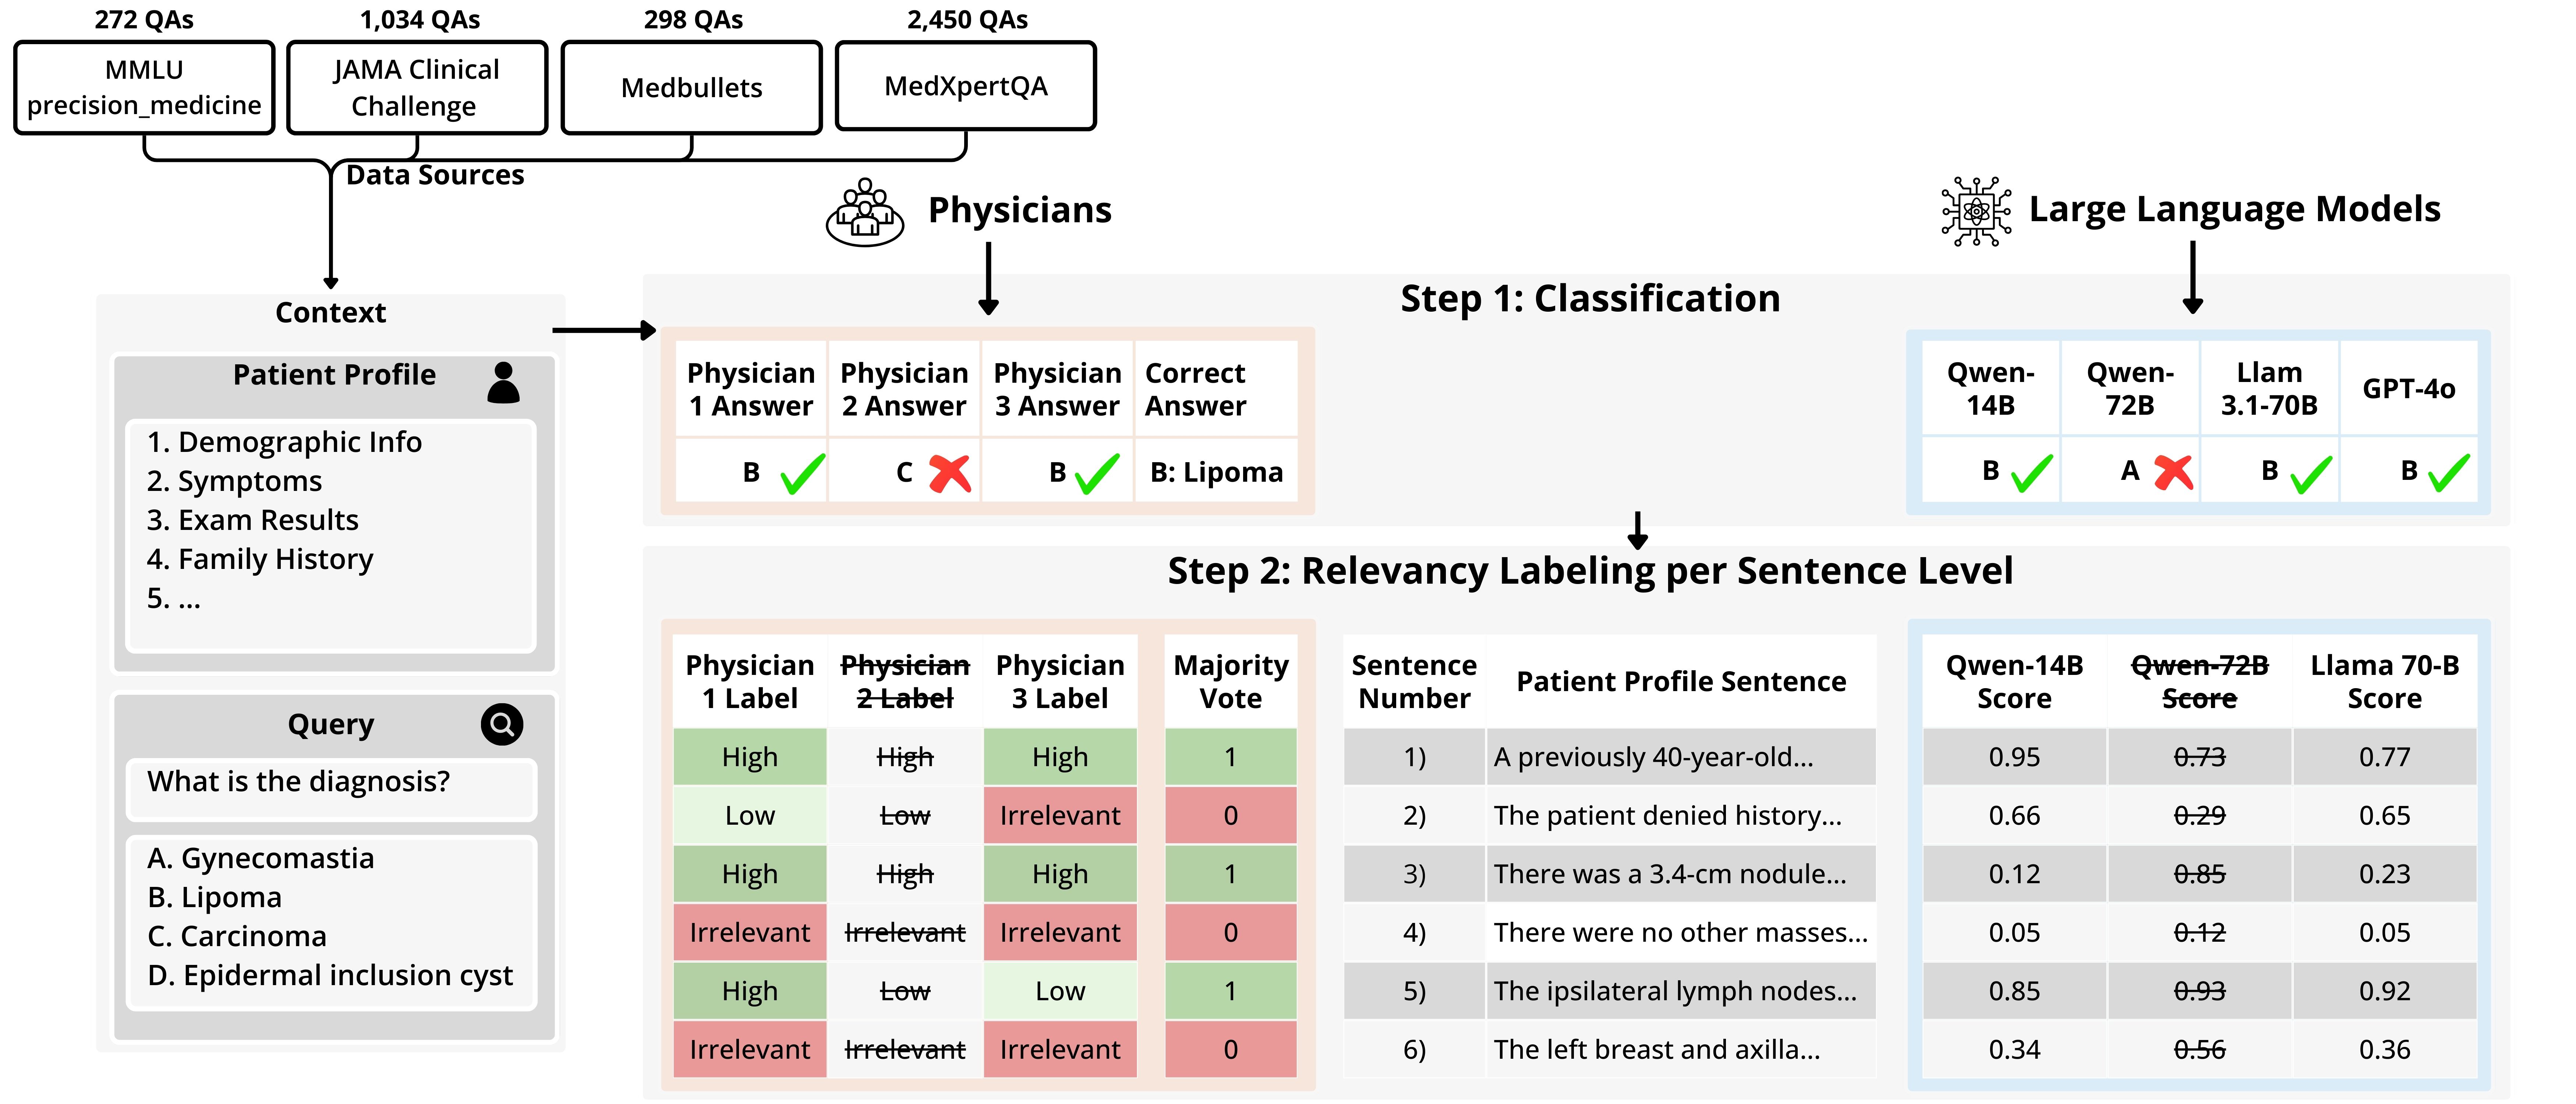 272 QAs
1,034 QAs
298 QAs
2,450 QAs
MMLU
precision_medicine
JAMA Clinical
Challenge
Medbullets
MedXpertQA
Data Sources
Physicians
Large Language Models
Context
Patient Profile
1. Demographic Info
2. Symptoms
3. Exam Results
4. Family History
5. ...
Query
What is the diagnosis?
A. Gynecomastia
B. Lipoma
C. Carcinoma
D. Epidermal inclusion cyst
Step 1: Classification
Physician
1 Answer
Physician
2 Answer
Physician
3 Answer
Correct
Answer
B
C
B
B: Lipoma
Qwen-
14B
Qwen-
72B
Llam
3.1-70B
GPT-4o
B
A
B
B
Step 2: Relevancy Labeling per Sentence Level
Physician
1 Label
Physician
2 Label
Physician
3 Label
Majority
Vote
Sentence
Number
Patient Profile Sentence
Qwen-14B
Score
Qwen-72B
Score
Llama 70-B
Score
High High High 1 1) A previously 40-year-old... 0.95 0.73 0.77
Low Low Irrelevant 0 2) The patient denied history... 0.66 0.29 0.65
High High High 1 3) There was a 3.4-cm nodule... 0.12 0.85 0.23
Irrelevant Irrelevant Irrelevant 0 4) There were no other masses... 0.05 0.12 0.05
High Low Low 1 5) The ipsilateral lymph nodes... 0.85 0.93 0.92
Irrelevant Irrelevant Irrelevant 0 6) The left breast and axilla... 0.34 0.56 0.36